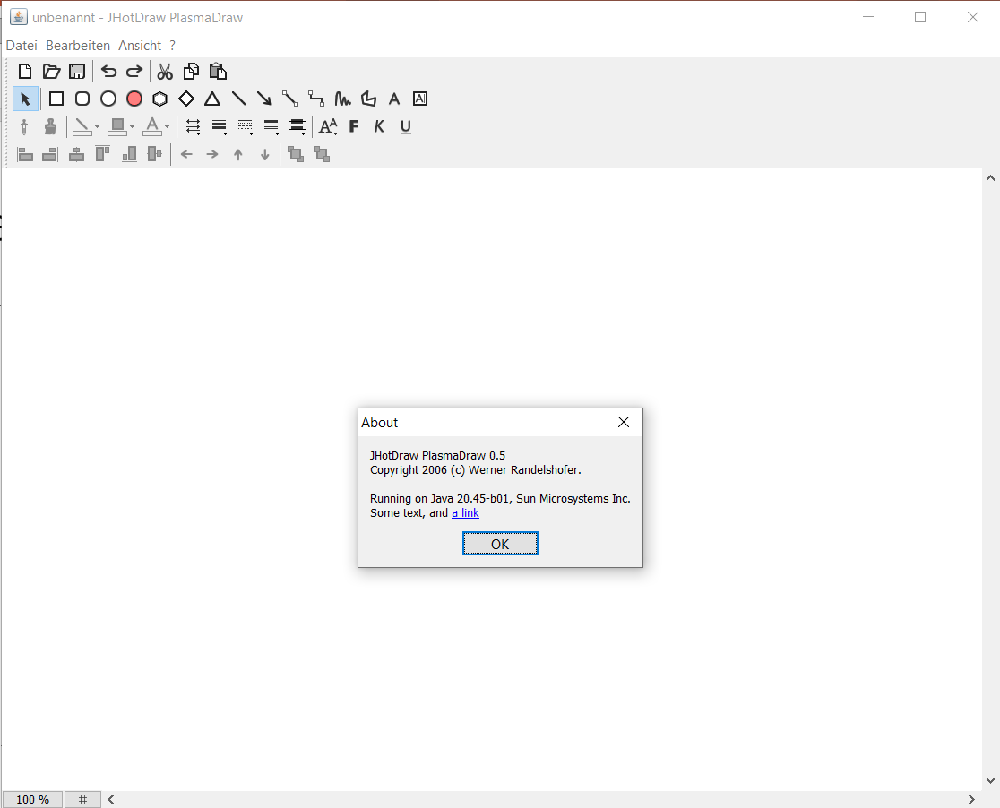 unbenannt - JHotDraw PlasmaDraw
Datei Bearbeiten Ansicht ?
A A
A AA F K U
About
JHotDraw PlasmaDraw 0.5
Copyright 2006 (c) Werner Randelshofer.
Running on Java 20.45-b01, Sun Microsystems Inc.
Some text, and a link
OK
100 % #